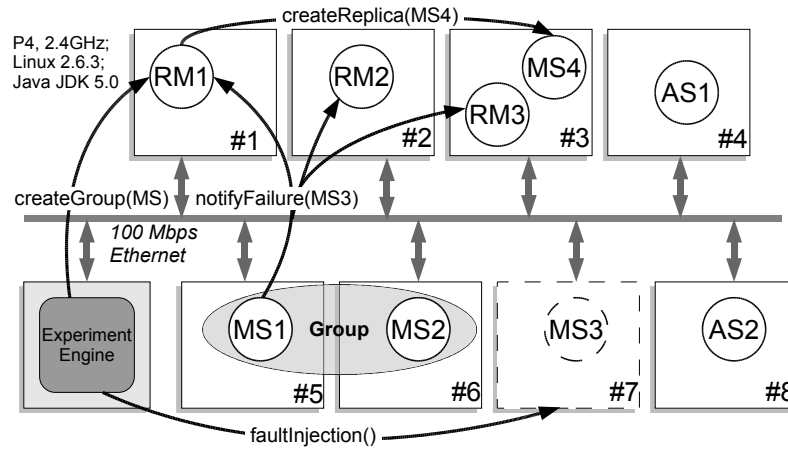 createReplica(MS4)
P4, 2.4GHz;
Linux 2.6.3;
Java JDK 5.0
RM1
RM2
MS4
RM3
AS1
#1
#2
#3
#4
createGroup(MS)
notifyFailure(MS3)
100 Mbps
Ethernet
Experiment
Engine
MS1
Group
MS2
MS3
AS2
#5
#6
#7
#8
faultInjection()